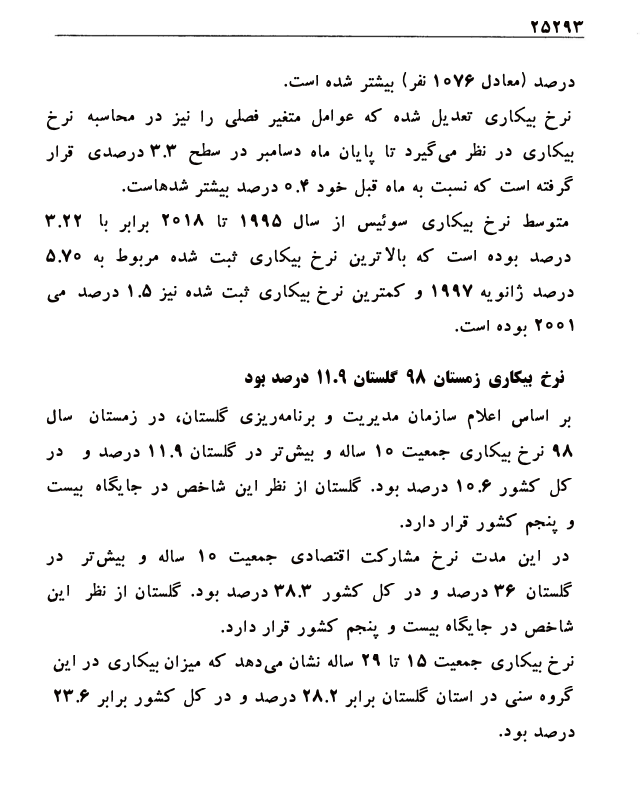 ۲۵۲۹۳
درصد (معادل ۱۰۷۶ نفر) بیشتر شده است.
نرخ بیکاری تعدیل شده که عوامل متغیر فصلی را نیز در محاسبه نرخ
بیکاری در نظر می‌گیرد تا پایان ماه دسامبر در سطح ۳.۳ درصدی قرار
گرفته است که نسبت به ماه قبل خود ۰.۴ درصد بیشتر شدهاست.
متوسط نرخ بیکاری سوئیس از سال ۱۹۹۵ تا ۲۰۱۸ برابر با ۳.۲۲
درصد بوده است که بالاترین نرخ بیکاری ثبت شده مربوط به ۵.۷۰
درصد ژانویه ۱۹۹۷ و کمترین نرخ بیکاری ثبت شده نیز ۱.۵ درصد می
۲۰۰۱ بوده است.
نرخ بیکاری زمستان ۹۸ گلستان ۱۱.۹ درصد بود
بر اساس اعلام سازمان مدیریت و برنامه‌ریزی گلستان، در زمستان سال
۹۸ نرخ بیکاری جمعیت ۱۰ ساله و بیش‌تر در گلستان ۱۱.۹ درصد و در
کل کشور ۱۰.۶ درصد بود. گلستان از نظر این شاخص در جایگاه بیست
و پنجم کشور قرار دارد.
در این مدت نرخ مشارکت اقتصادی جمعیت ۱۰ ساله و بیش‌تر در
گلستان ۳۶ درصد و در کل کشور ۳۸.۳ درصد بود. گلستان از نظر این
شاخص در جایگاه بیست و پنجم کشور قرار دارد.
نرخ بیکاری جمعیت ۱۵ تا ۲۹ ساله نشان می‌دهد که میزان بیکاری در این
گروه سنی در استان گلستان برابر ۲۸.۲ درصد و در کل کشور برابر ۲۳.۶
درصد بود.